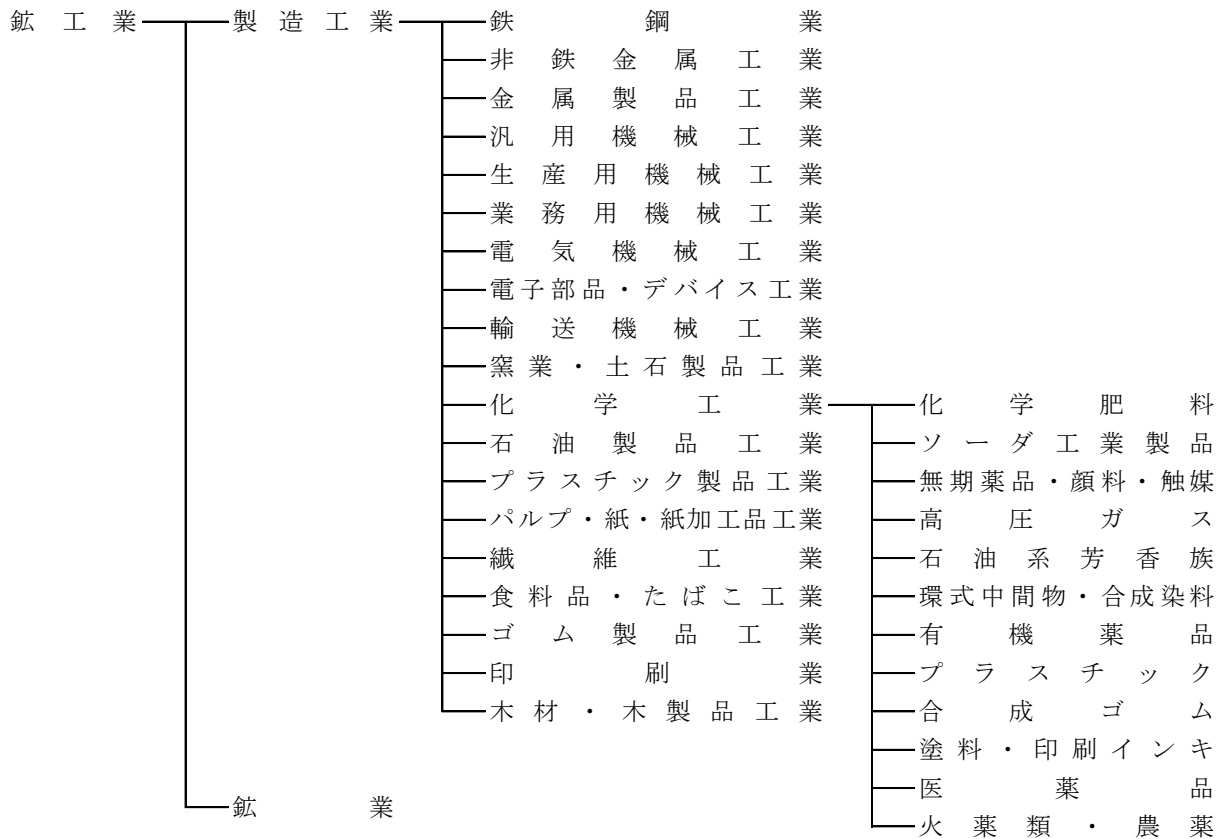 鉱工業 製造工業 鉄鋼業
非鉄金属工業
金属製品工業
汎用機械工業
生産用機械工業
業務用機械工業
電気機械工業
電子部品・デバイス工業
輸送機械工業
窯業・土石製品工業
化学工業 化学肥料
石油製品工業 ソーダ工業製品
プラスチック製品工業 無期薬品・顔料・触媒
パルプ・紙・紙加工品工業 高圧ガス
繊維工業 石油系芳香族
食料品・たばこ工業 環式中間物・合成染料
ゴム製品工業 有機薬品
印刷業 プラスチック
木材・木製品工業 合成ゴム
塗料・印刷インキ
医薬品
鉱業
火薬類・農薬